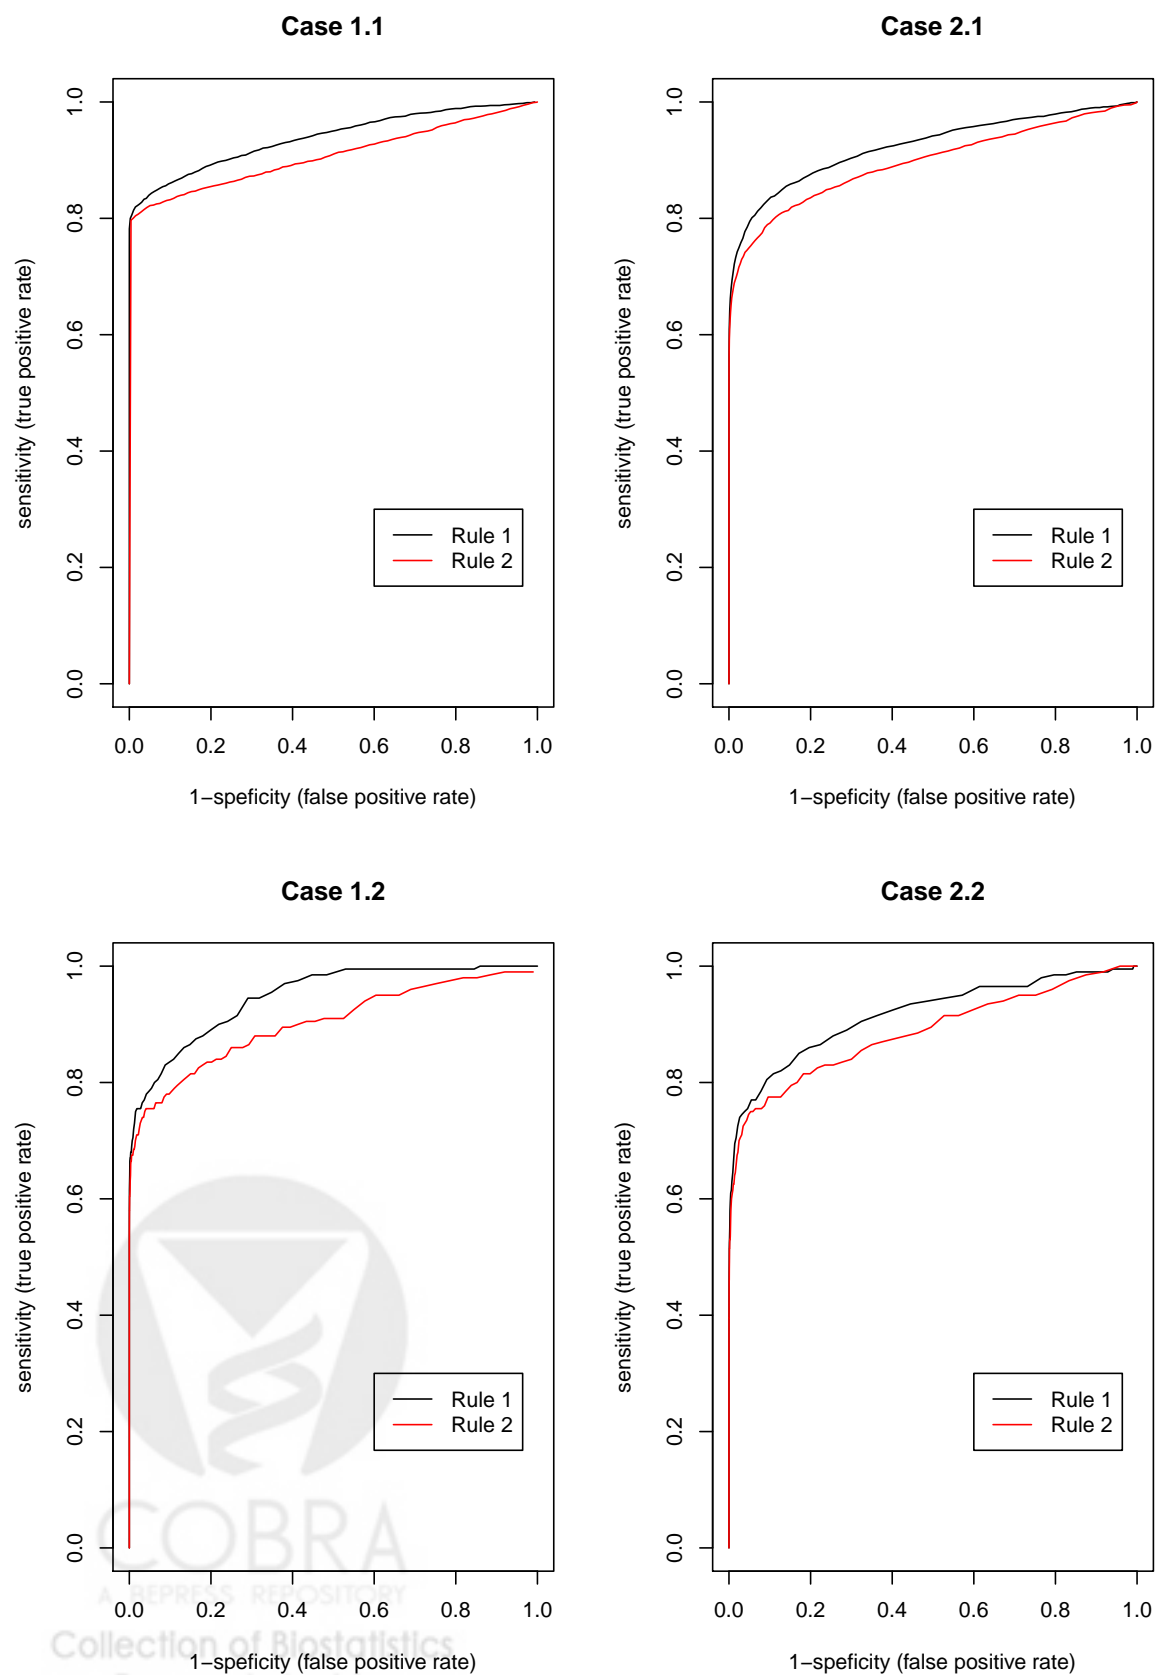 Case 1.1
sensitivity (true positive rate)
0.0 0.2 0.4 0.6 0.8 1.0
Rule 1
Rule 2
0.0 0.2 0.4 0.6 0.8 1.0
1−speficity (false positive rate)
Case 2.1
sensitivity (true positive rate)
0.0 0.2 0.4 0.6 0.8 1.0
Rule 1
Rule 2
0.0 0.2 0.4 0.6 0.8 1.0
1−speficity (false positive rate)
Case 1.2
sensitivity (true positive rate)
0.0 0.2 0.4 0.6 0.8 1.0
Rule 1
Rule 2
COBRA
A BEPRESS REPOSITORY
0.0 0.2 0.4 0.6 0.8 1.0
Collection of Biostatistics
1−speficity (false positive rate)
Case 2.2
sensitivity (true positive rate)
0.0 0.2 0.4 0.6 0.8 1.0
Rule 1
Rule 2
0.0 0.2 0.4 0.6 0.8 1.0
1−speficity (false positive rate)